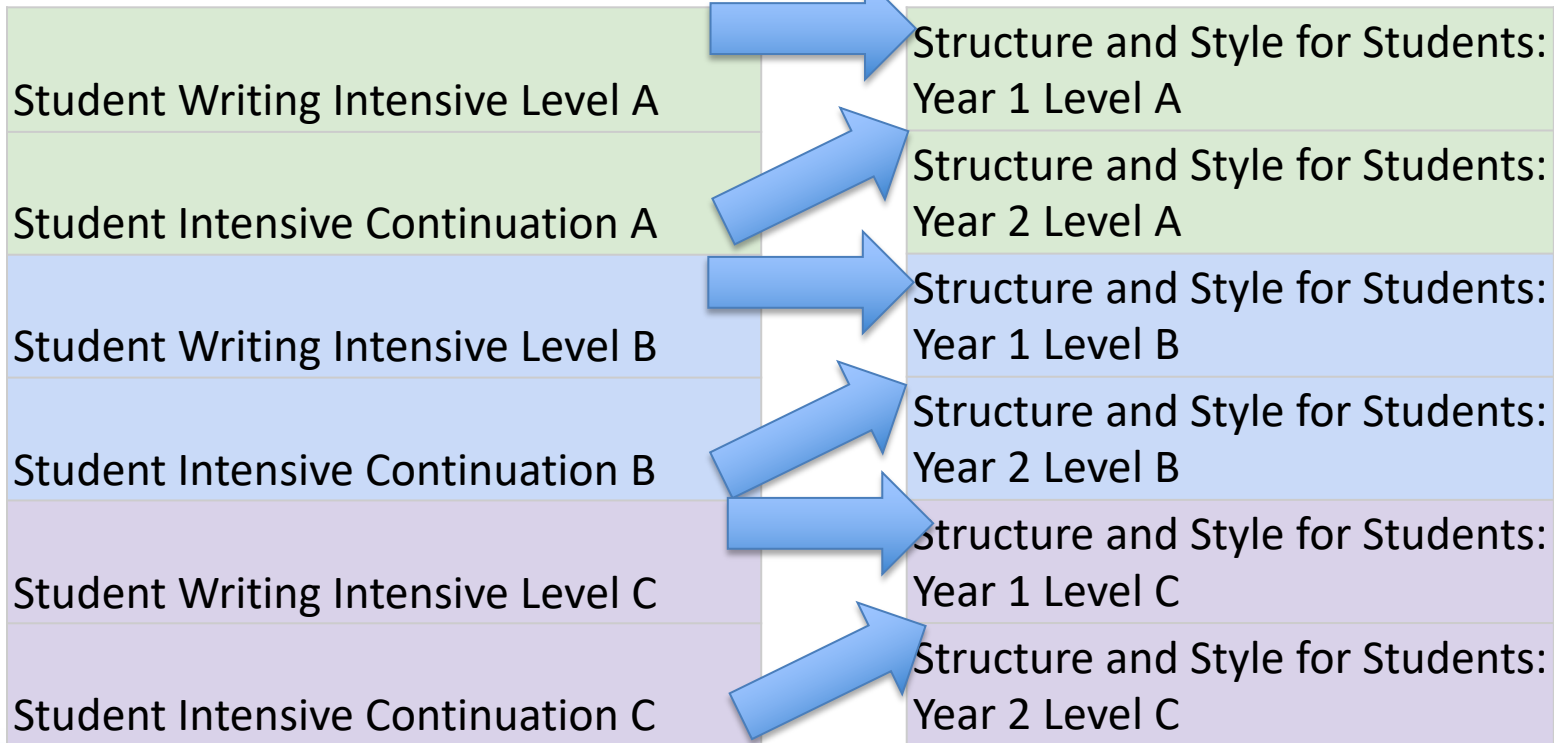 Student Writing Intensive Level A
Structure and Style for Students:
Year 1 Level A
Student Intensive Continuation A
Structure and Style for Students:
Year 2 Level A
Student Writing Intensive Level B
Structure and Style for Students:
Year 1 Level B
Student Intensive Continuation B
Structure and Style for Students:
Year 2 Level B
Student Writing Intensive Level C
Structure and Style for Students:
Year 1 Level C
Student Intensive Continuation C
Structure and Style for Students:
Year 2 Level C